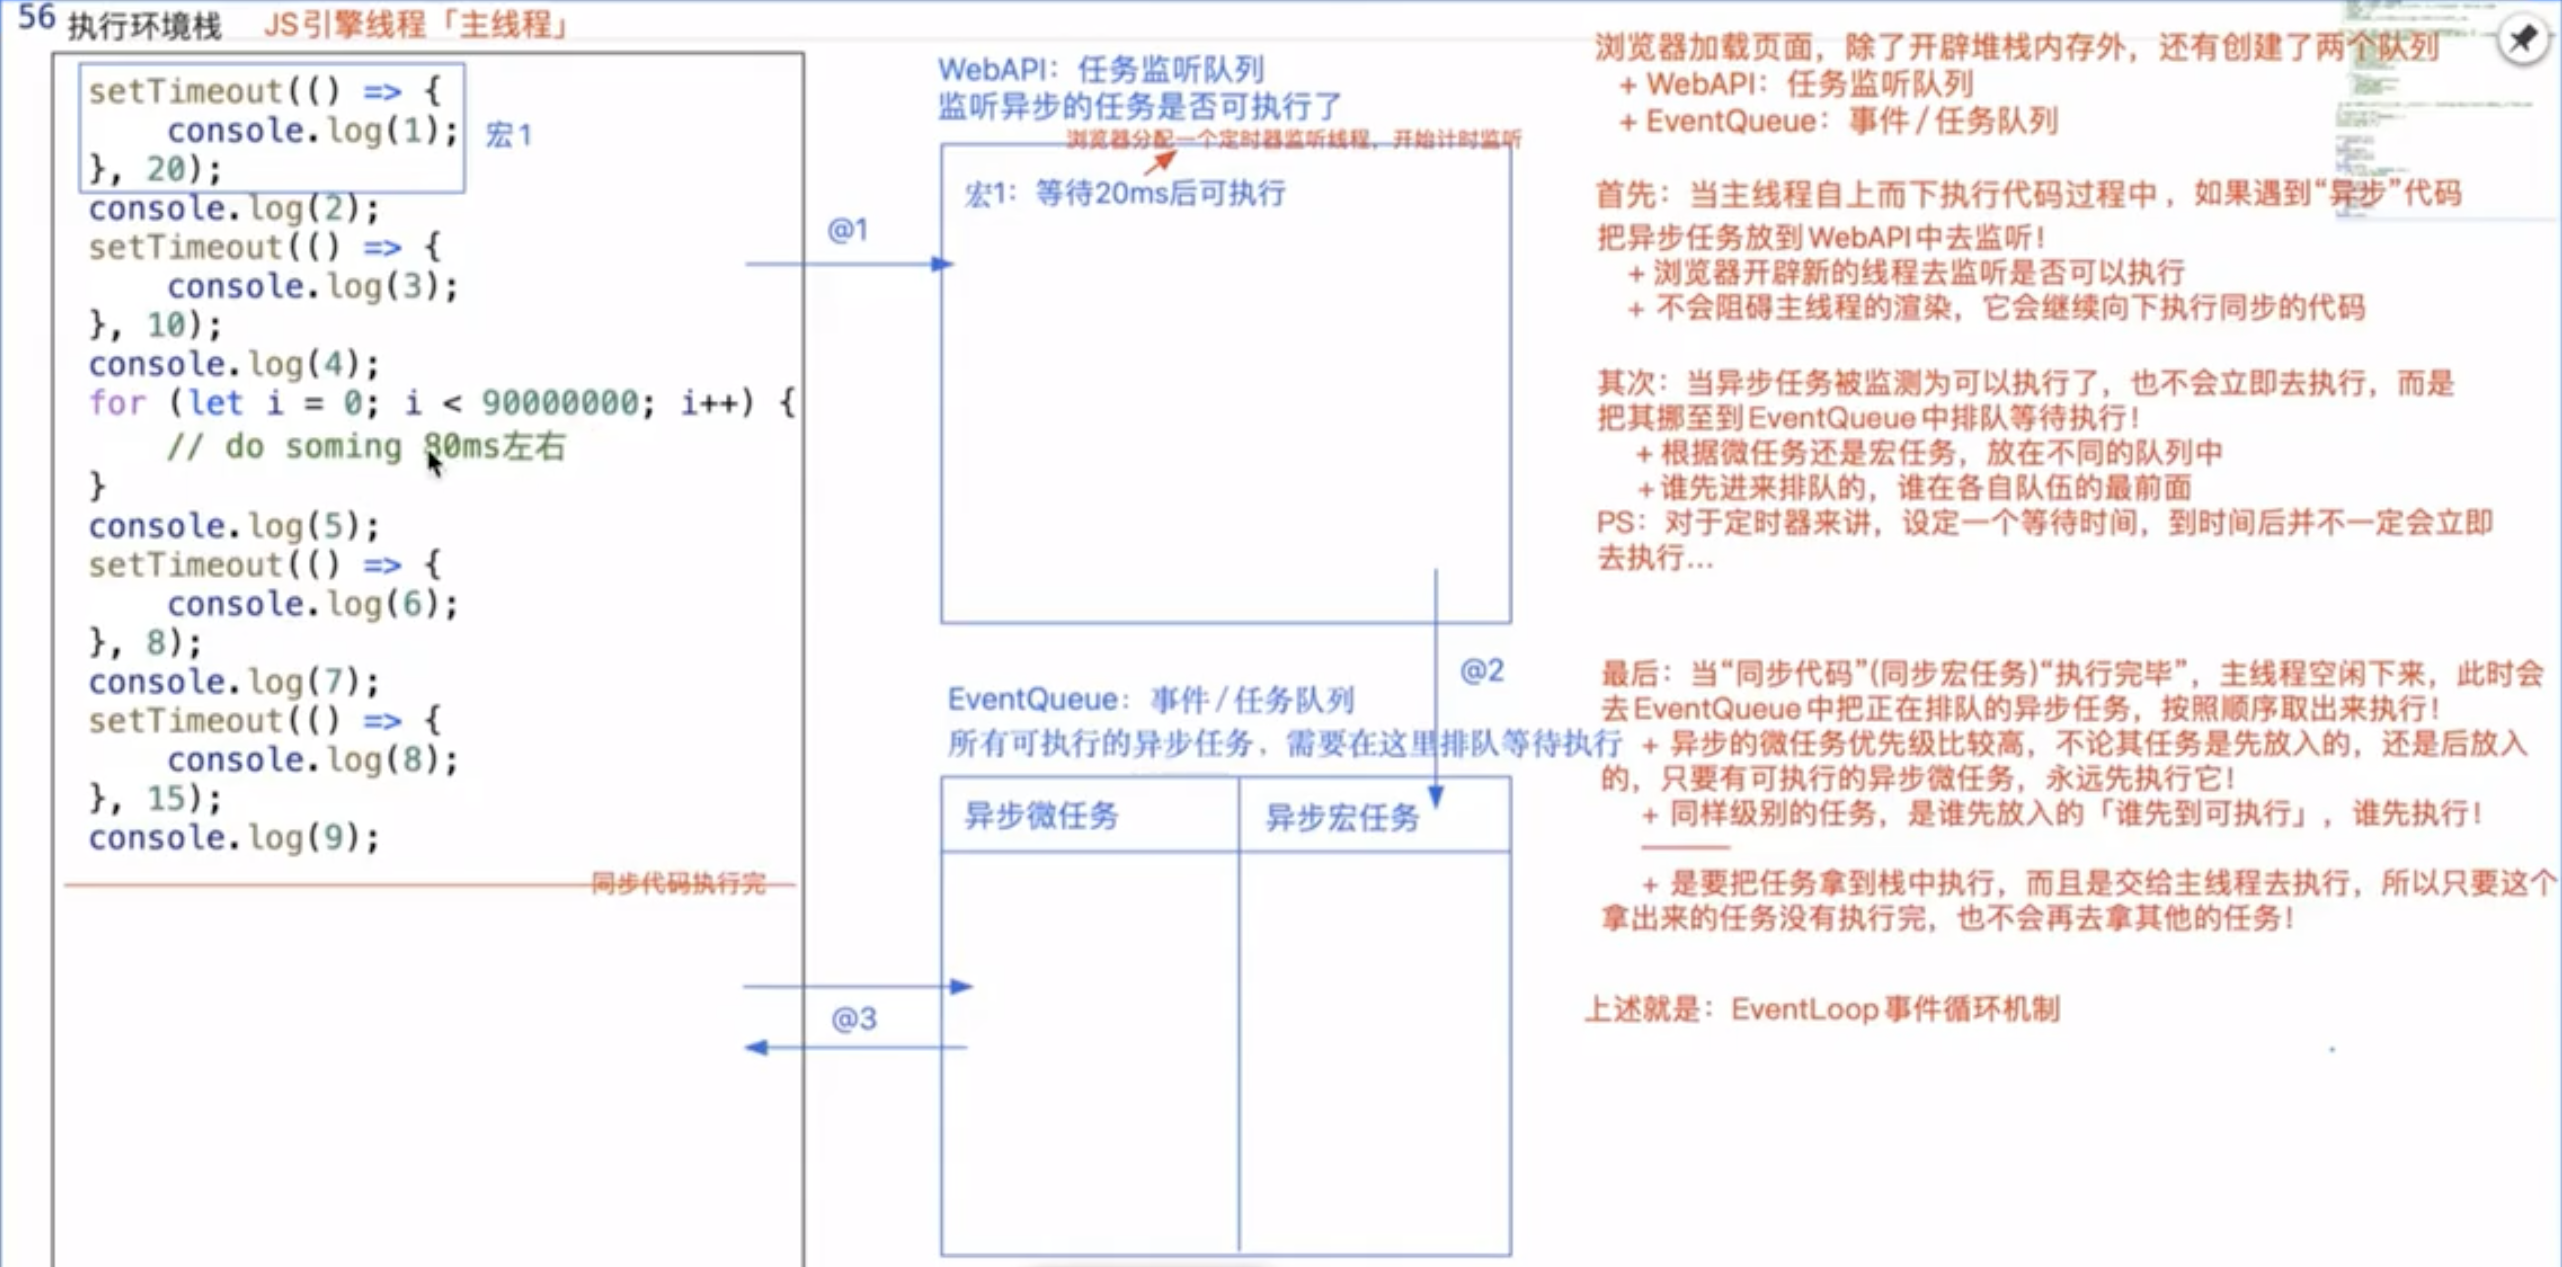 56
执行环境栈 JS引擎线程「主线程」
setTimeout(() => {
    console.log(1);
}, 20);
宏1
console.log(2);
setTimeout(() => {
    console.log(3);
}, 10);
console.log(4);
for (let i = 0; i < 90000000; i++) {
    // do soming 80ms左右
}
console.log(5);
setTimeout(() => {
    console.log(6);
}, 8);
console.log(7);
setTimeout(() => {
    console.log(8);
}, 15);
console.log(9);
同步代码执行完
@1
WebAPI：任务监听队列
监听异步的任务是否可执行了
浏览器分配一个定时器监听线程，开始计时监听
宏1：等待20ms后可执行
@2
EventQueue：事件/任务队列
所有可执行的异步任务，需要在这里排队等待执行
异步微任务
异步宏任务
@3
浏览器加载页面，除了开辟堆栈内存外，还有创建了两个队列
+ WebAPI：任务监听队列
+ EventQueue：事件/任务队列
首先：当主线程自上而下执行代码过程中，如果遇到“异步”代码
把异步任务放到WebAPI中去监听！
+ 浏览器开辟新的线程去监听是否可以执行
+ 不会阻碍主线程的渲染，它会继续向下执行同步的代码
其次：当异步任务被监测为可以执行了，也不会立即去执行，而是
把其挪至到EventQueue中排队等待执行！
+ 根据微任务还是宏任务，放在不同的队列中
+谁先进来排队的，谁在各自队伍的最前面
PS：对于定时器来讲，设定一个等待时间，到时间后并不一定会立即
去执行...
最后：当“同步代码”(同步宏任务)“执行完毕”，主线程空闲下来，此时会
去EventQueue中把正在排队的异步任务，按照顺序取出来执行！
+ 异步的微任务优先级比较高，不论其任务是先放入的，还是后放入
的，只要有可执行的异步微任务，永远先执行它！
+ 同样级别的任务，是谁先放入的「谁先到可执行」，谁先执行！
+ 是要把任务拿到栈中执行，而且是交给主线程去执行，所以只要这个
拿出来的任务没有执行完，也不会再去拿其他的任务！
上述就是：EventLoop事件循环机制